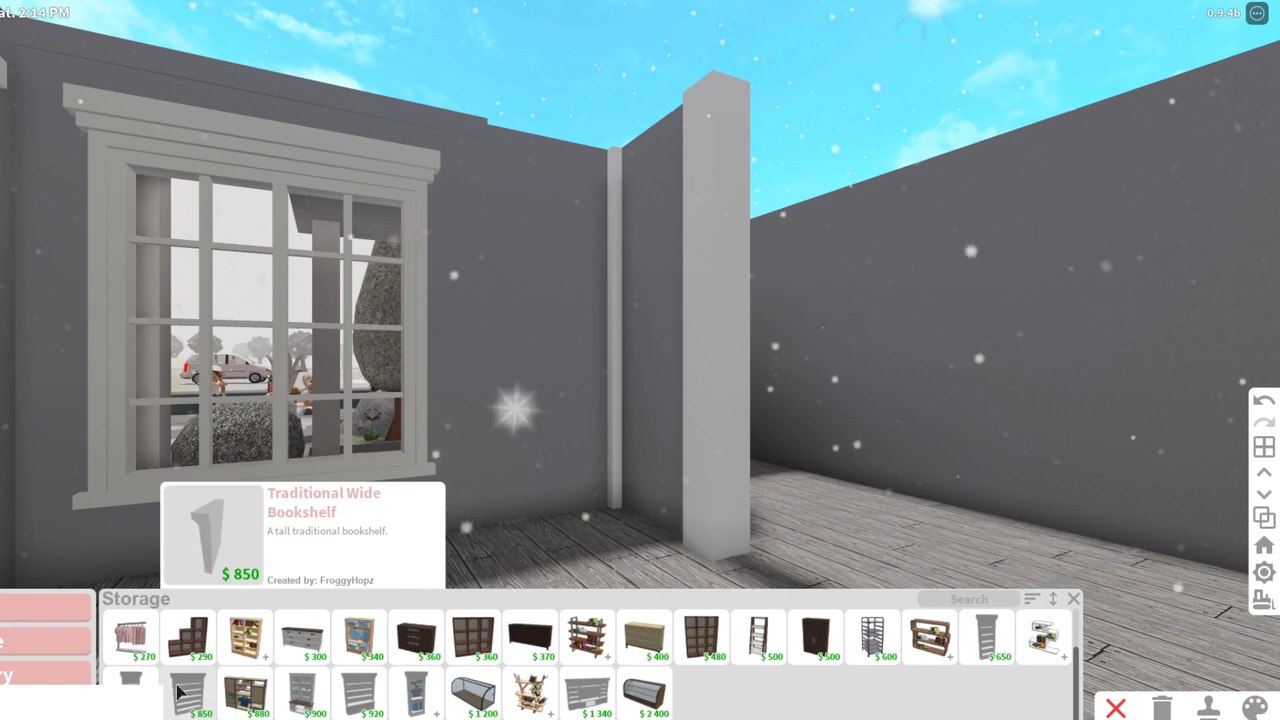 at. 2:14 PM
0.9.4b
Traditional Wide
Bookshelf
A tall traditional bookshelf.
$ 850
Created by: FroggyHopz
Storage
Search
$ 270
$ 290
+
$ 300
$ 340
$ 360
$ 360
$ 370
+
$ 400
$ 480
$ 500
$ 500
$ 600
+
$ 650
+
e
ry
$ 850
$ 880
$ 900
$ 920
+
$ 1 200
+
$ 1 340
$ 2 400